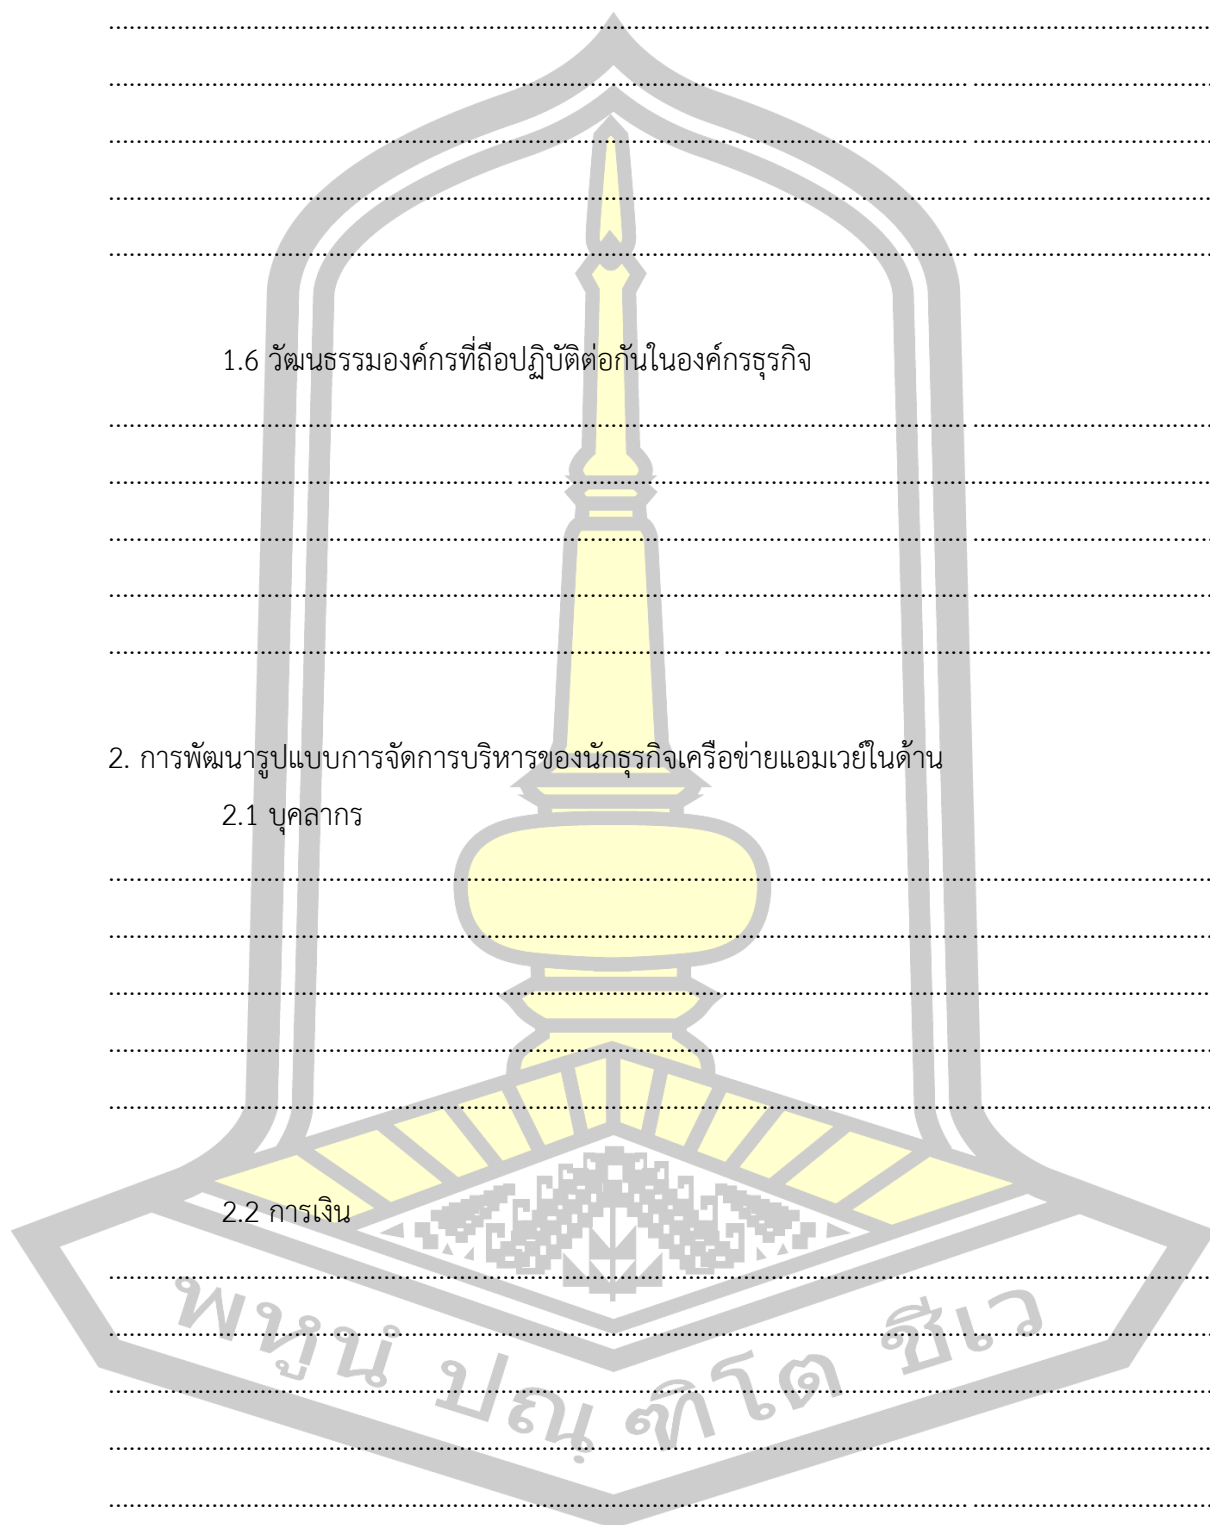 1.6 วัฒนธรรมองค์กรที่ถือปฏิบัติต่อกันในองค์กรธุรกิจ
2. การพัฒนารูปแบบการจัดการบริหารของนักธุรกิจเครือข่ายแอมเวย์ในด้าน
2.1 บุคลากร
2.2 การเงิน
พหูนํ ปณฺฑิโต ชีเว